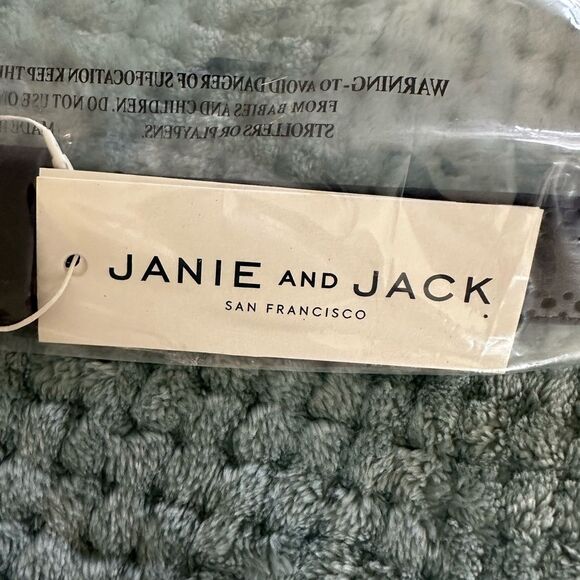 WARNING-TO AVOID DANGER OF SUFFOCATION KEEP THI
FROM BABIES AND CHILDREN. DO NOT USE
STROLLERS OR PLAYPENS.
MADE
JANIE AND JACK
SAN FRANCISCO